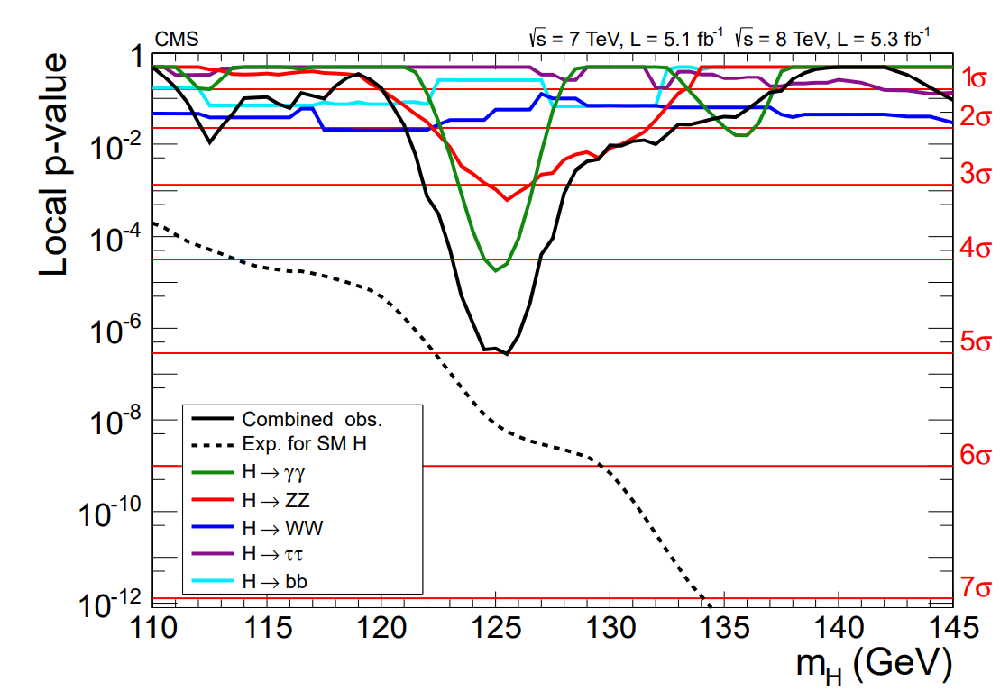 CMS √s = 7 TeV, L = 5.1 fb⁻¹ √s = 8 TeV, L = 5.3 fb⁻¹
Local p-value
1
10⁻²
10⁻⁴
10⁻⁶
10⁻⁸
10⁻¹⁰
10⁻¹²
1σ
2σ
3σ
4σ
5σ
6σ
7σ
Combined obs.
Exp. for SM H
H → γγ
H → ZZ
H → WW
H → ττ
H → bb
110 115 120 125 130 135 140 145
m_H (GeV)